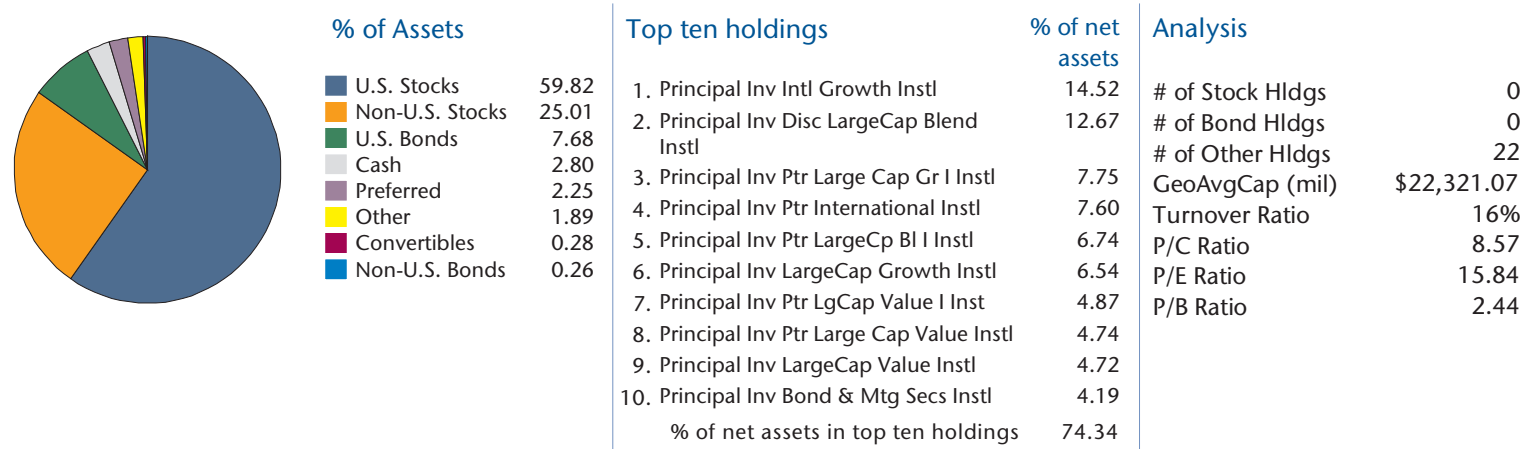 % of Assets
U.S. Stocks 59.82
Non-U.S. Stocks 25.01
U.S. Bonds 7.68
Cash 2.80
Preferred 2.25
Other 1.89
Convertibles 0.28
Non-U.S. Bonds 0.26
Top ten holdings % of net
assets
1. Principal Inv Intl Growth Instl 14.52
2. Principal Inv Disc LargeCap Blend 12.67
Instl
3. Principal Inv Ptr Large Cap Gr I Instl 7.75
4. Principal Inv Ptr International Instl 7.60
5. Principal Inv Ptr LargeCp Bl I Instl 6.74
6. Principal Inv LargeCap Growth Instl 6.54
7. Principal Inv Ptr LgCap Value I Inst 4.87
8. Principal Inv Ptr Large Cap Value Instl 4.74
9. Principal Inv LargeCap Value Instl 4.72
10. Principal Inv Bond & Mtg Secs Instl 4.19
% of net assets in top ten holdings 74.34
Analysis
# of Stock Hldgs 0
# of Bond Hldgs 0
# of Other Hldgs 22
GeoAvgCap (mil) $22,321.07
Turnover Ratio 16%
P/C Ratio 8.57
P/E Ratio 15.84
P/B Ratio 2.44